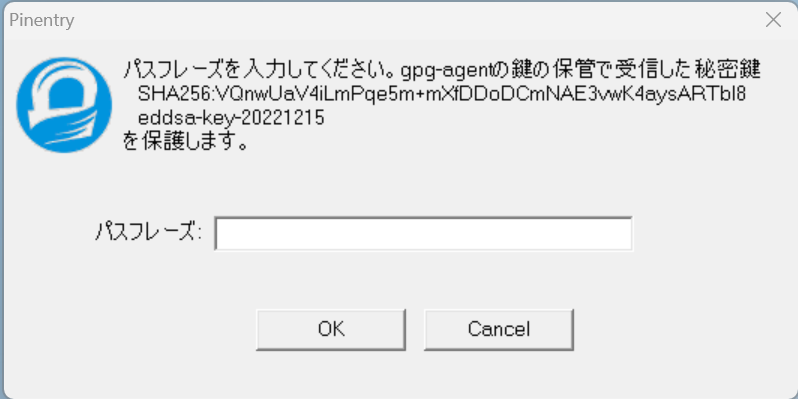 Pinentry
パスフレーズを入力してください。gpg-agentの鍵の保管で受信した秘密鍵
SHA256:VQnwUaV4iLmPqe5m+mXfDDoDCmNAE3vwK4aysARTbI8
eddsa-key-20221215
を保護します。
パスフレーズ:
OK
Cancel